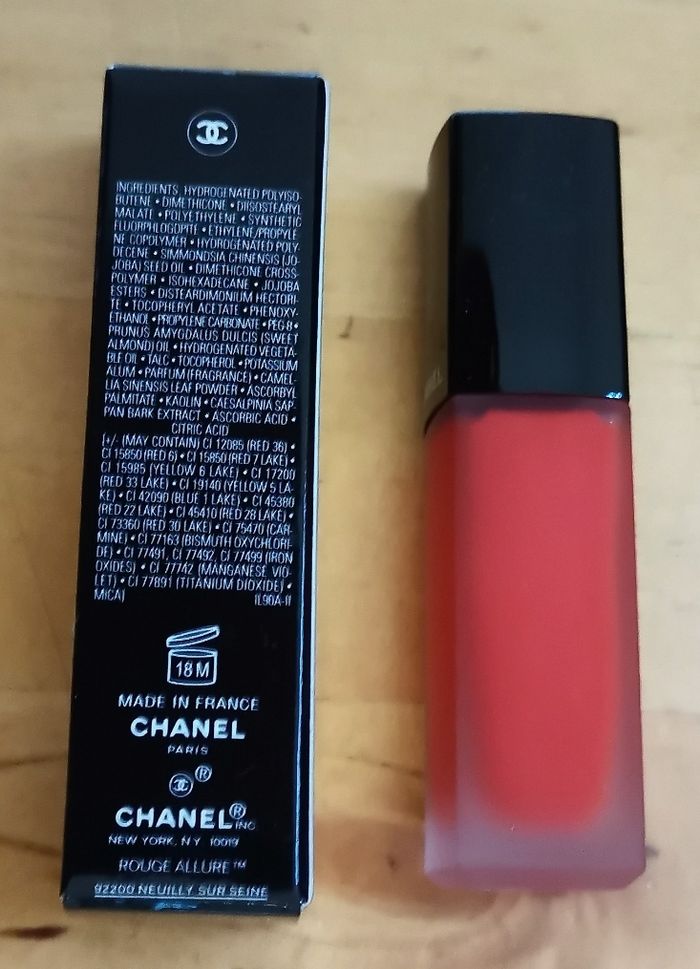 INGREDIENTS: HYDROGENATED POLYISO-
BUTENE • DIMETHICONE • DIISOSTEARYL
MALATE • POLYETHYLENE • SYNTHETIC
FLUORPHLOGOPITE • ETHYLENE/PROPYLE
NE COPOLYMER • HYDROGENATED POLY-
DECENE • SIMMONDSIA CHINENSIS (JO-
JOBA) SEED OIL • DIMETHICONE CROSS-
POLYMER • ISOHEXADECANE • JOJOBA
ESTERS • DISTEARDIMONIUM HECTORI-
TE • TOCOPHERYL ACETATE • PHENOXY-
ETHANOL • PROPYLENE CARBONATE • PEG-8 •
PRUNUS AMYGDALUS DULCIS (SWEET
ALMOND) OIL • HYDROGENATED VEGETA-
BLE OIL • TALC • TOCOPHEROL • POTASSIUM
ALUM • PARFUM (FRAGRANCE) • CAMEL-
LIA SINENSIS LEAF POWDER • ASCORBYL
PALMITATE • KAOLIN • CAESALPINIA SAP-
PAN BARK EXTRACT • ASCORBIC ACID •
CITRIC ACID
[+/- (MAY CONTAIN) CI 12085 (RED 36) •
CI 15850 (RED 6) • CI 15850 (RED 7 LAKE) •
CI 15985 (YELLOW 6 LAKE) • CI 17200
(RED 33 LAKE) • CI 19140 (YELLOW 5 LA-
KE) • CI 42090 (BLUE 1 LAKE) • CI 45380
(RED 22 LAKE) • CI 45410 (RED 28 LAKE) •
CI 73360 (RED 30 LAKE) • CI 75470 (CAR-
MINE) • CI 77163 (BISMUTH OXYCHLORI-
DE) • CI 77491, CI 77492, CI 77499 (IRON
OXIDES) • CI 77742 (MANGANESE VIO-
LET) • CI 77891 (TITANIUM DIOXIDE) •
MICA] IL90A-11
18 M
MADE IN FRANCE
CHANEL
PARIS
®
CHANEL® INC
NEW YORK, N.Y. 10019
ROUGE ALLURE™
92200 NEUILLY SUR SEINE